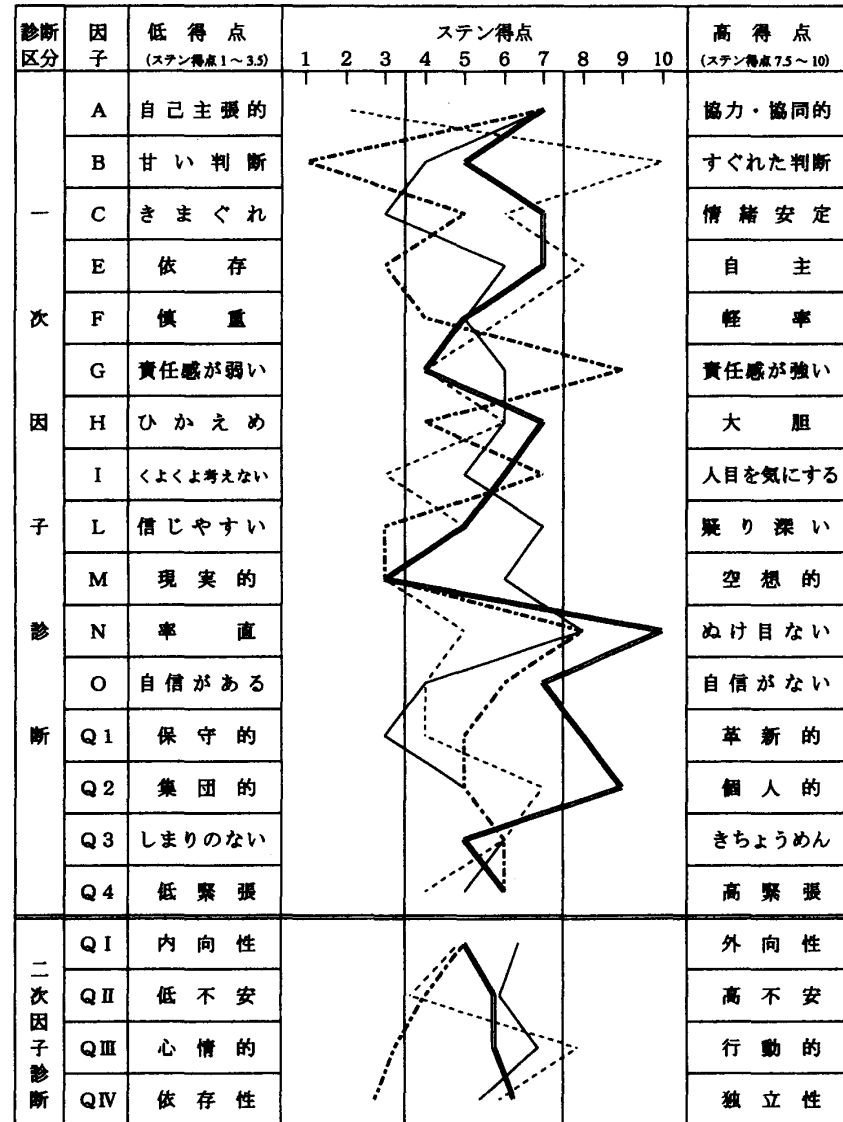 診断区分 因子 低得点 (ステン得点1～3.5) ステン得点 高得点 (ステン得点7.5～10)
1 2 3 4 5 6 7 8 9 10
一次因子診断
A 自己主張的 協力・協同的
B 甘い判断 すぐれた判断
C きまぐれ 情緒安定
E 依存 自主
F 慎重 軽率
G 責任感が弱い 責任感が強い
H ひかえめ 大胆
I くよくよ考えない 人目を気にする
L 信じやすい 疑り深い
M 現実的 空想的
N 率直 ぬけ目ない
O 自信がある 自信がない
Q1 保守的 革新的
Q2 集団的 個人的
Q3 しまりのない きちょうめん
Q4 低緊張 高緊張
二次因子診断
QⅠ 内向性 外向性
QⅡ 低不安 高不安
QⅢ 心情的 行動的
QⅣ 依存性 独立性